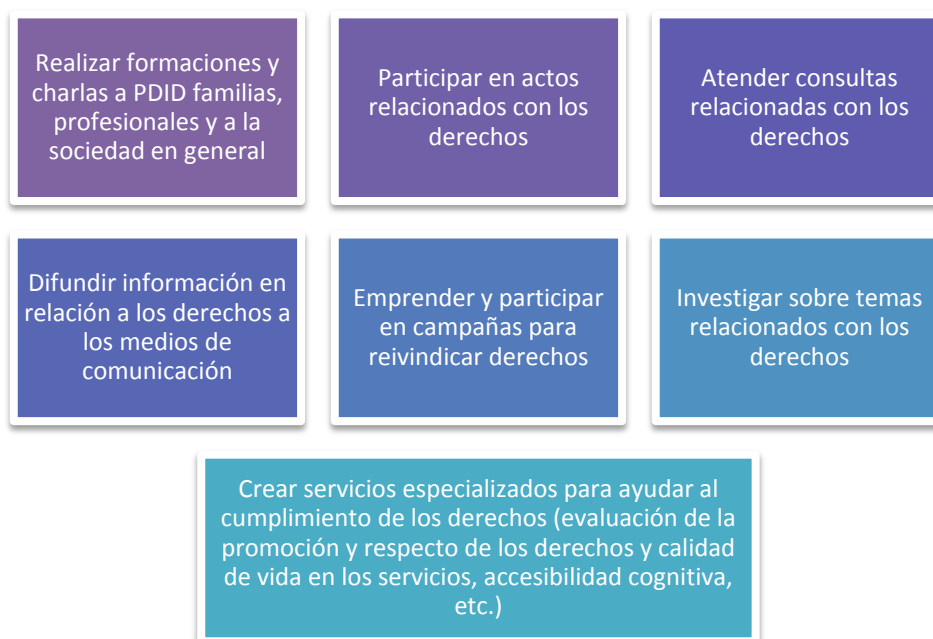 Realizar formaciones y
charlas a PDID familias,
profesionales y a la
sociedad en general
Participar en actos
relacionados con los
derechos
Atender consultas
relacionadas con los
derechos
Difundir información en
relación a los derechos a
los medios de
comunicación
Emprender y participar
en campañas para
reivindicar derechos
Investigar sobre temas
relacionados con los
derechos
Crear servicios especializados para ayudar al
cumplimiento de los derechos (evaluación de la
promoción y respecto de los derechos y calidad
de vida en los servicios, accesibilidad cognitiva,
etc.)